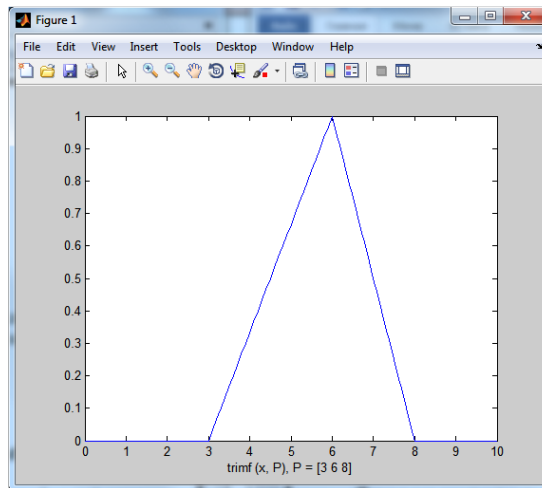 Figure 1
File Edit View Insert Tools Desktop Window Help
1
0.9
0.8
0.7
0.6
0.5
0.4
0.3
0.2
0.1
0
0 1 2 3 4 5 6 7 8 9 10
trimf (x, P), P = [3 6 8]